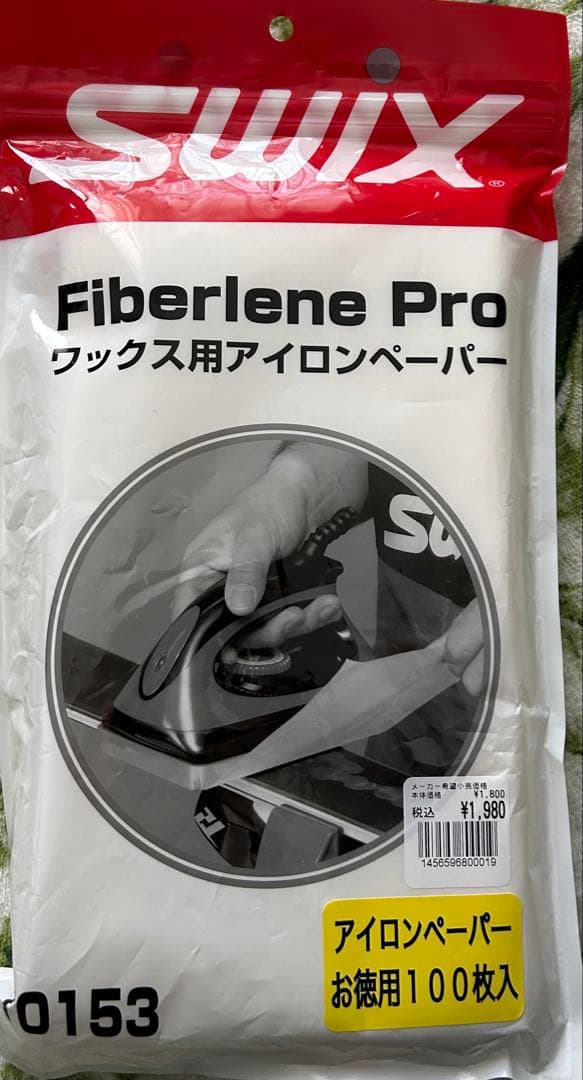 SWIX®
Fiberlene Pro
ワックス用アイロンペーパー
メーカー希望小売価格
本体価格 ¥1,800
税込 ¥1,980
1456596800019
アイロンペーパー
お徳用100枚入
0153